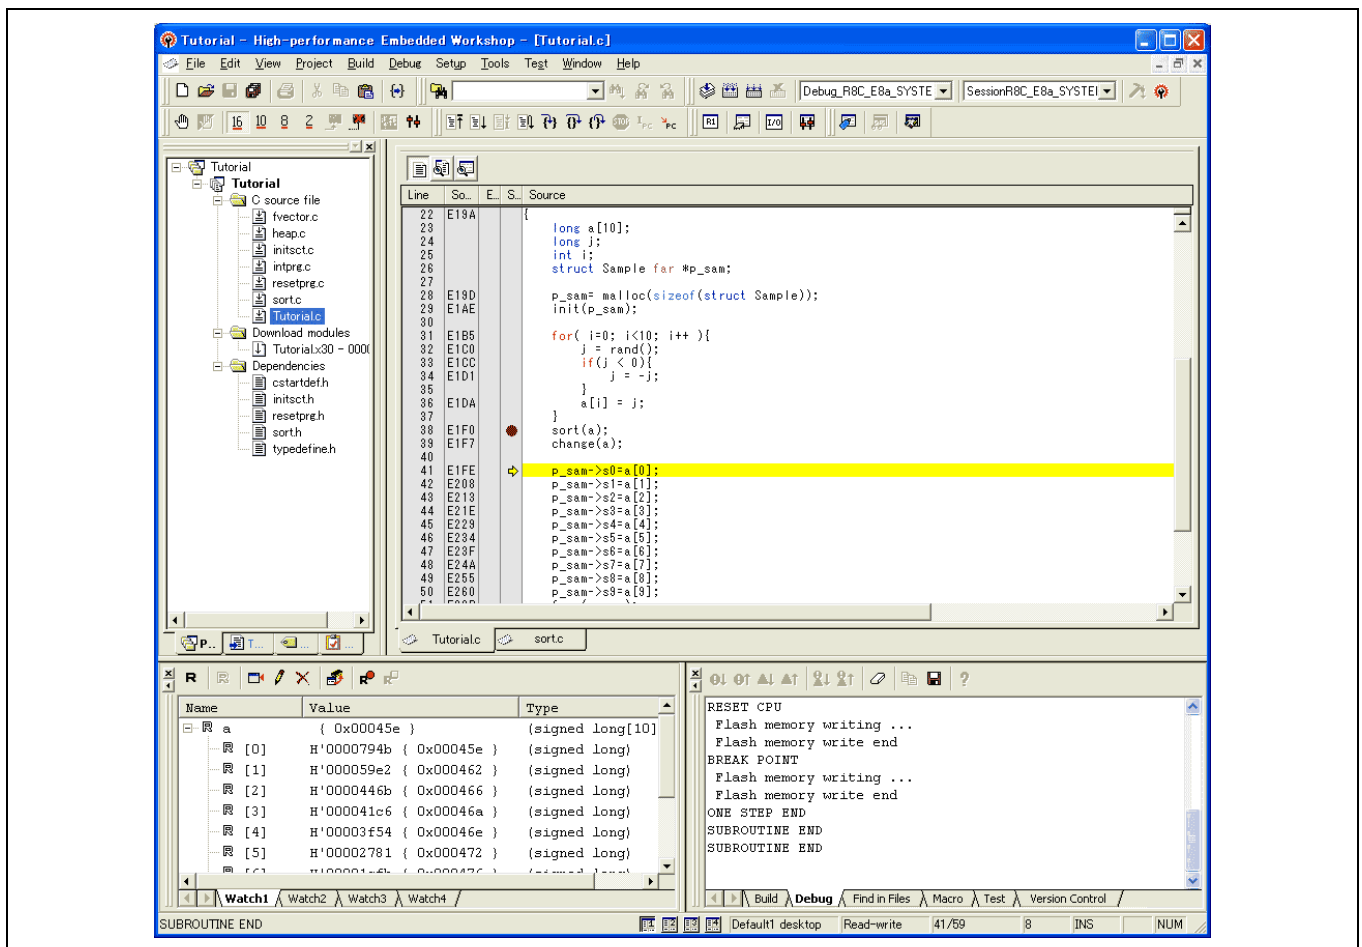 Tutorial - High-performance Embedded Workshop - [Tutorial.c]
File Edit View Project Build Debug Setup Tools Test Window Help
Debug_R8C_E8a_SYSTE SessionR8C_E8a_SYSTEI
16 10 8 2
Tutorial
Tutorial
C source file
fvector.c
heap.c
initsct.c
intprg.c
resetprg.c
sort.c
Tutorial.c
Download modules
Tutorial.x30 - 000(
Dependencies
cstartdef.h
initsct.h
resetprg.h
sort.h
typedefine.h
P... T... ... ...
Line So... E.. S.. Source
22 E19A {
23 long a[10];
24 long j;
25 int i;
26 struct Sample far *p_sam;
27
28 E19D p_sam= malloc(sizeof(struct Sample));
29 E1AE init(p_sam);
30
31 E1B5 for( i=0; i<10; i++ ){
32 E1C0 j = rand();
33 E1CC if(j < 0){
34 E1D1 j = -j;
35 }
36 E1DA a[i] = j;
37 }
38 E1F0 sort(a);
39 E1F7 change(a);
40
41 E1FE p_sam->s0=a[0];
42 E208 p_sam->s1=a[1];
43 E213 p_sam->s2=a[2];
44 E21E p_sam->s3=a[3];
45 E229 p_sam->s4=a[4];
46 E234 p_sam->s5=a[5];
47 E23F p_sam->s6=a[6];
48 E24A p_sam->s7=a[7];
49 E255 p_sam->s8=a[8];
50 E260 p_sam->s9=a[9];
Tutorial.c sort.c
Name Value Type
R a { 0x00045e } (signed long[10]
R [0] H'0000794b { 0x00045e } (signed long)
R [1] H'000059e2 { 0x000462 } (signed long)
R [2] H'0000446b { 0x000466 } (signed long)
R [3] H'000041c6 { 0x00046a } (signed long)
R [4] H'00003f54 { 0x00046e } (signed long)
R [5] H'00002781 { 0x000472 } (signed long)
Watch1 Watch2 Watch3 Watch4
RESET CPU
Flash memory writing ...
Flash memory write end
BREAK POINT
Flash memory writing ...
Flash memory write end
ONE STEP END
SUBROUTINE END
SUBROUTINE END
Build Debug Find in Files Macro Test Version Control
SUBROUTINE END Default1 desktop Read-write 41/59 8 INS NUM